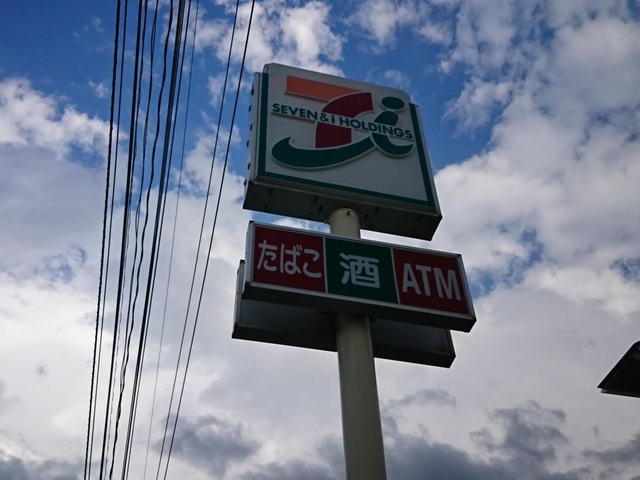 SEVEN & i HOLDINGS
たばこ 酒 ATM